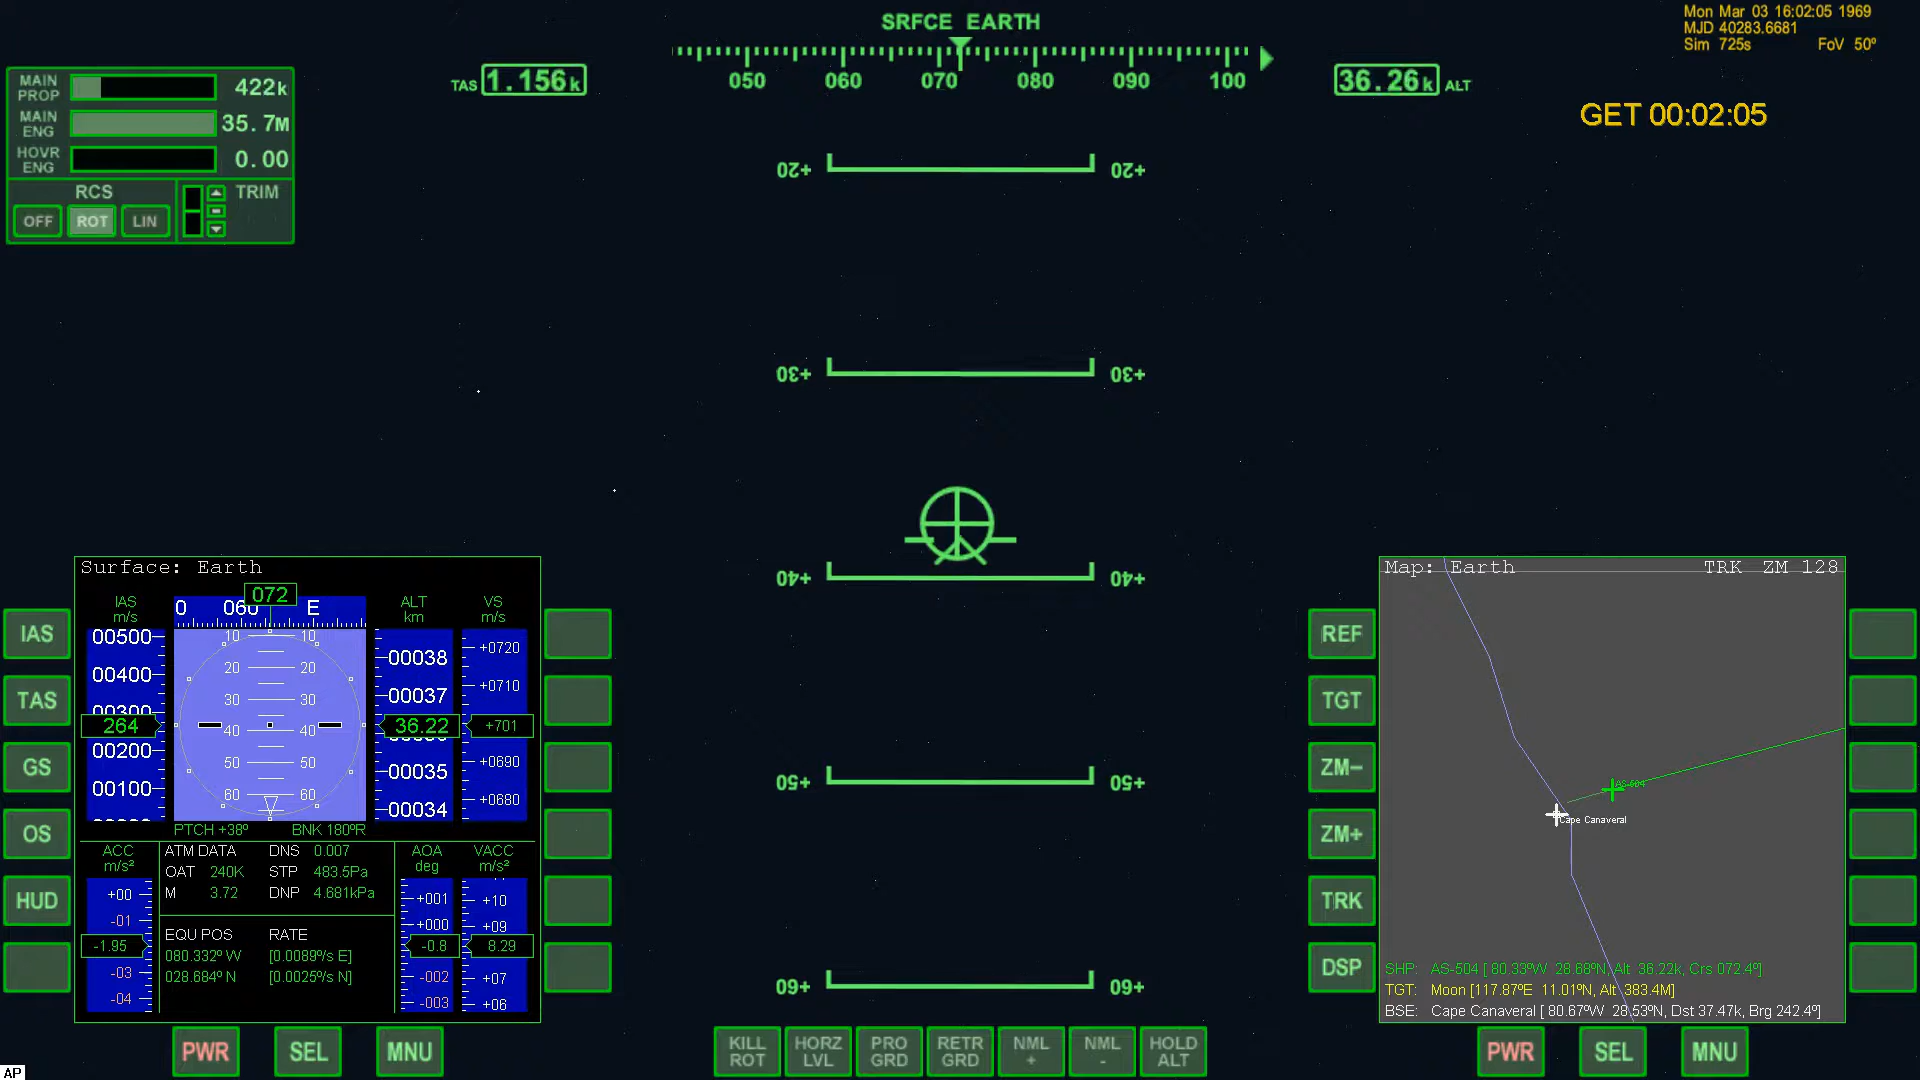 SRFCE EARTH
Mon Mar 03 16:02:05 1969
MJD 40283.6681
Sim 725s FoV 50º
MAIN PROP 422k
MAIN ENG 35.7M
HOVR ENG 0.00
RCS TRIM
OFF ROT LIN
TAS 1.156k
050 060 070 080 090 100
36.26k ALT
GET 00:02:05
+20 +20
+30 +30
+40 +40
+50 +50
+60 +60
Surface: Earth
072
IAS m/s
0 060 E
ALT km
VS m/s
00500
00400
00300
264
00200
00100
10 10
20 20
30 30
40 40
50 50
60 60
00038
00037
36.22
00035
00034
+0720
+0710
+701
+0690
+0680
PTCH +38º BNK 180ºR
ACC m/s²
+00
-01
-1.95
-03
-04
ATM DATA DNS 0.007
OAT 240K STP 483.5Pa
M 3.72 DNP 4.681kPa
EQU POS RATE
080.332º W [0.0089º/s E]
028.684º N [0.0025º/s N]
AOA deg
+001
+000
-0.8
-002
-003
VACC m/s²
+10
+09
8.29
+07
+06
IAS
TAS
GS
OS
HUD
PWR SEL MNU
KILL ROT
HORZ LVL
PRO GRD
RETR GRD
NML +
NML -
HOLD ALT
REF
TGT
ZM-
ZM+
TRK
DSP
Map: Earth TRK ZM 128
AS-504
Cape Canaveral
SHP: AS-504 [ 80.33ºW 28.68ºN, Alt 36.22k, Crs 072.4º]
TGT: Moon [117.87ºE 11.01ºN, Alt 383.4M]
BSE: Cape Canaveral [ 80.67ºW 28.53ºN, Dst 37.47k, Brg 242.4º]
PWR SEL MNU
AP